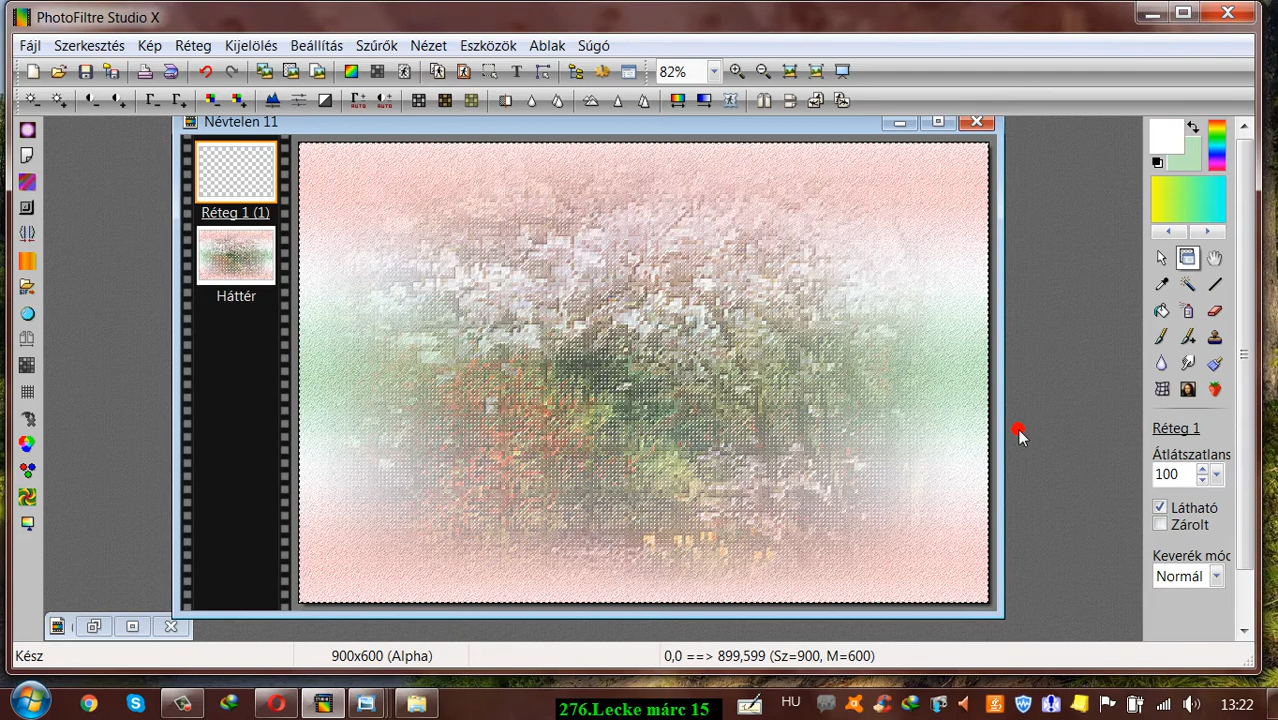 PhotoFiltre Studio X
Fájl Szerkesztés Kép Réteg Kijelölés Beállítás Szűrők Nézet Eszközök Ablak Súgó
82%
AUTO AUTO
Névtelen 11
Réteg 1 (1)
Háttér
Réteg 1
Átlátszatlans
100
Látható
Zárolt
Keverék móc
Normál
Kész 900x600 (Alpha) 0,0 ==> 899,599 (Sz=900, M=600)
276.Lecke márc 15 HU 13:22